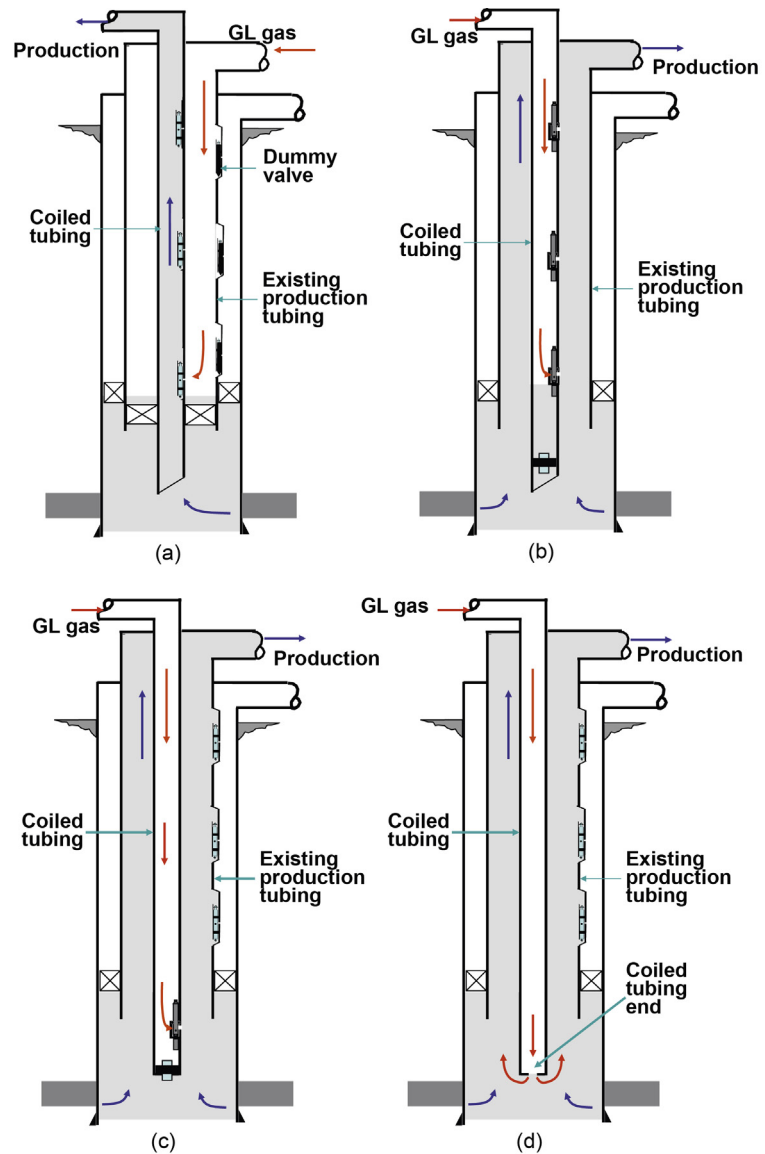 Production
GL gas
Dummy
valve
Coiled
tubing
Existing
production
tubing
(a)
GL gas
Production
Coiled
tubing
Existing
production
tubing
(b)
GL gas
Production
Coiled
tubing
Existing
production
tubing
(c)
GL gas
Production
Coiled
tubing
Existing
production
tubing
Coiled
tubing
end
(d)